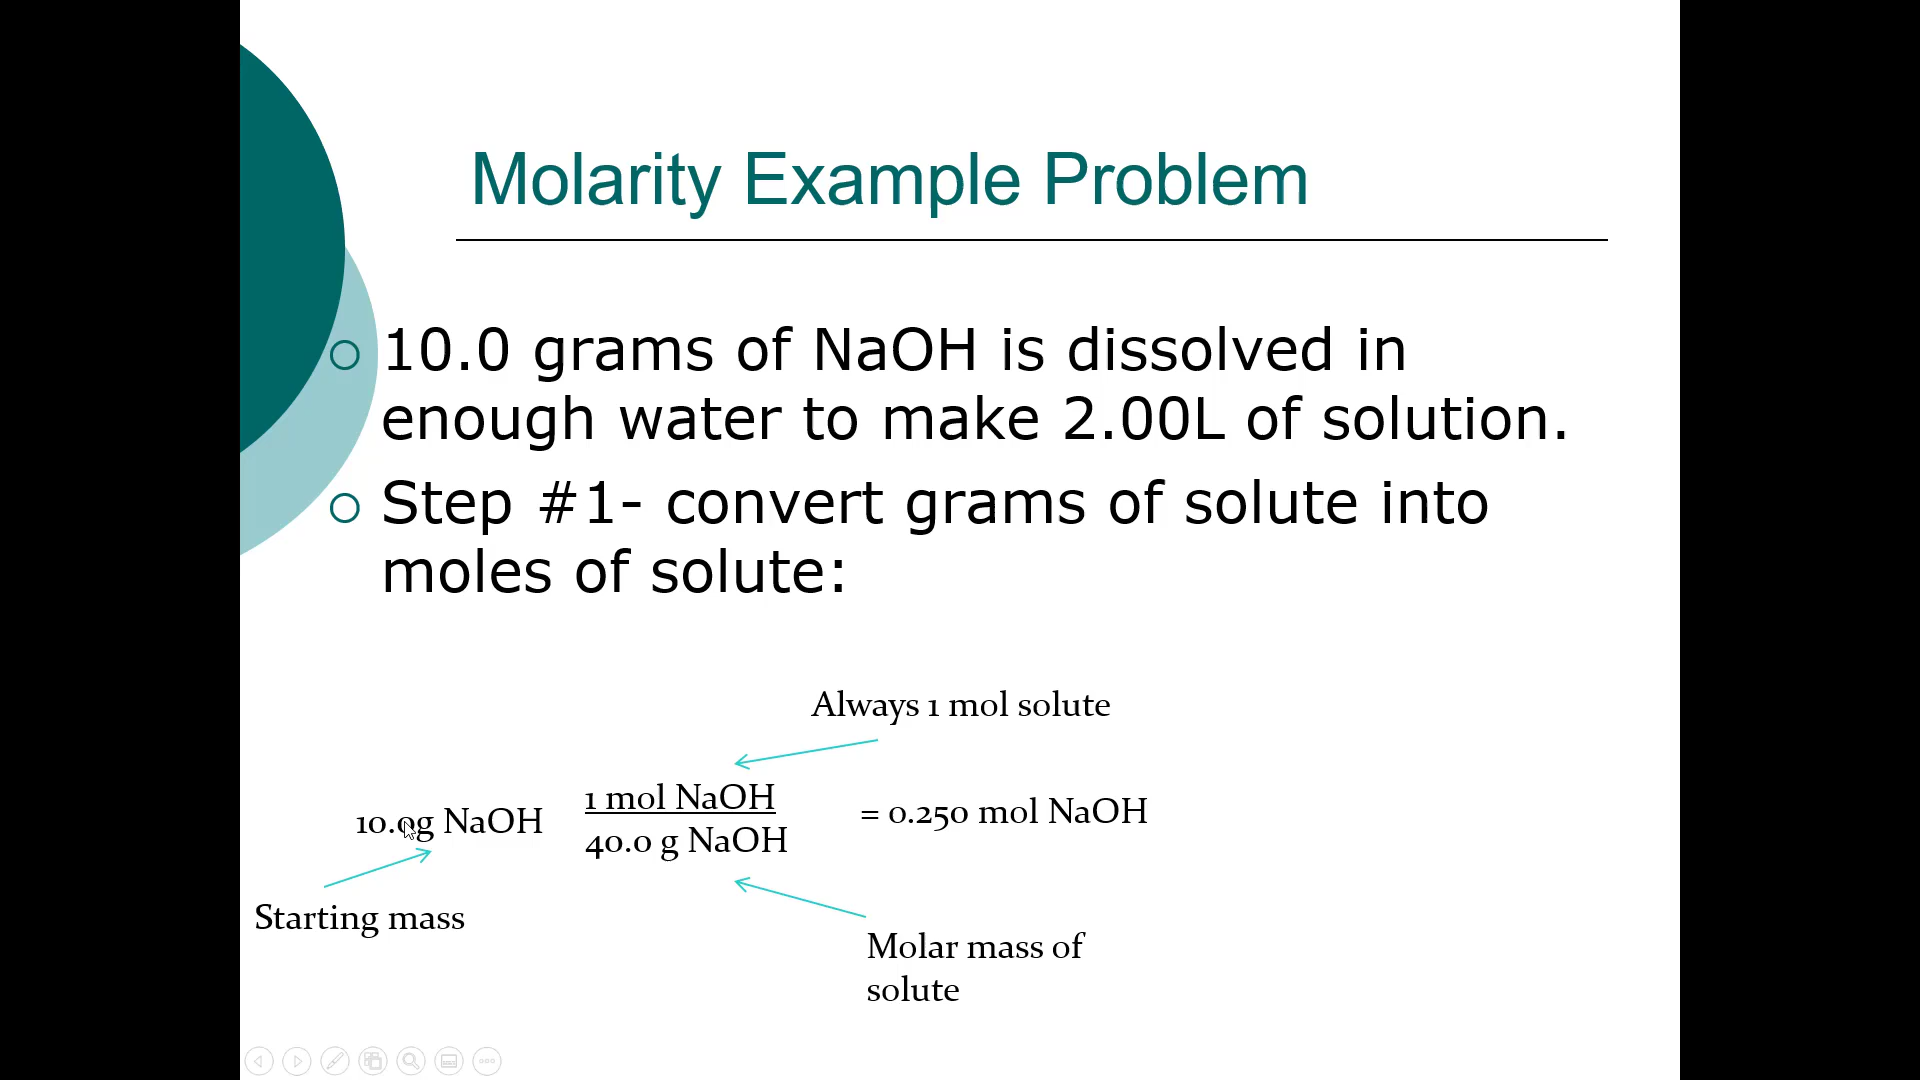 Molarity Example Problem
10.0 grams of NaOH is dissolved in
enough water to make 2.00L of solution.
Step #1- convert grams of solute into
moles of solute:
Always 1 mol solute
10.0g NaOH
1 mol NaOH
40.0 g NaOH
= 0.250 mol NaOH
Starting mass
Molar mass of
solute